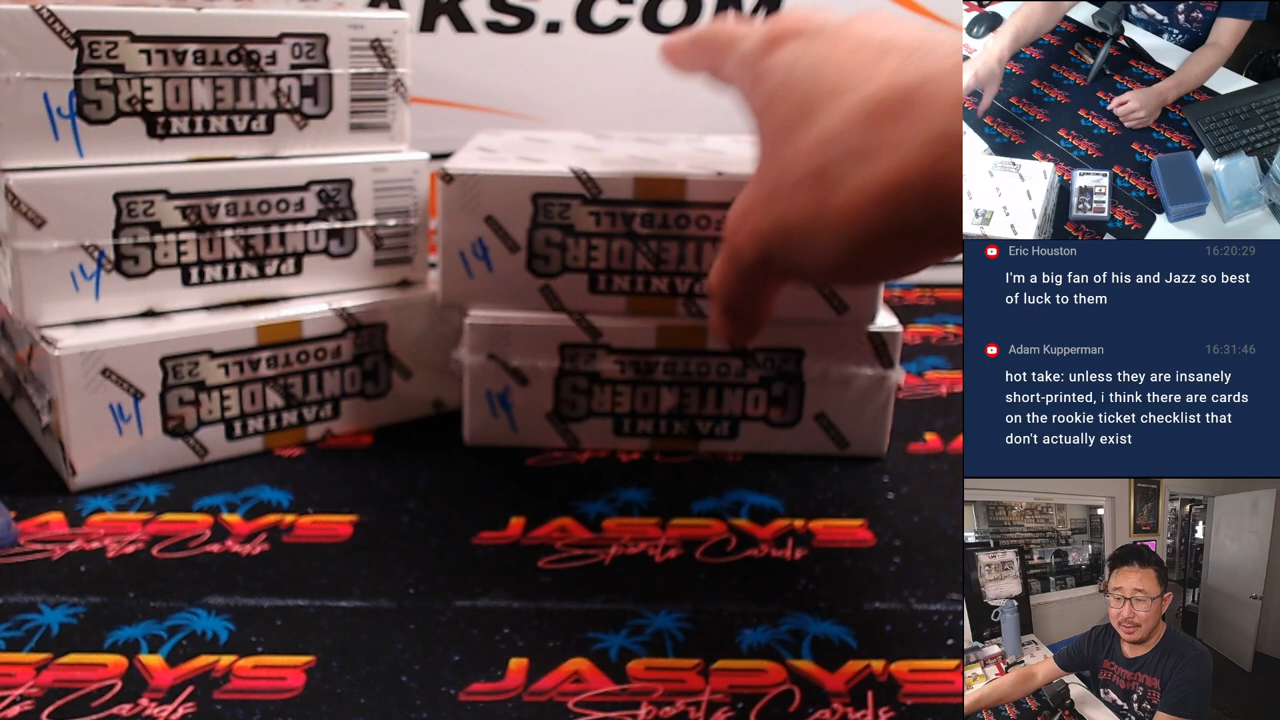 AKS.COM
20 23
FOOTBALL
CONTENDERS
PANINI
14
20 23
FOOTBALL
CONTENDERS
PANINI
14
23
FOOTBALL
CONTENDERS
PANINI
14
23
FOOTBALL
CONTENDERS
PANINI
14
23
FOOTBALL
CONTENDERS
PANINI
14
JASPY'S
Sports Cards
JASPY'S
Sports Cards
JASPY'S
Sports Cards
JASPY'S
Sports Cards
Eric Houston 16:20:29
I'm a big fan of his and Jazz so best
of luck to them
Adam Kupperman 16:31:46
hot take: unless they are insanely
short-printed, i think there are cards
on the rookie ticket checklist that
don't actually exist